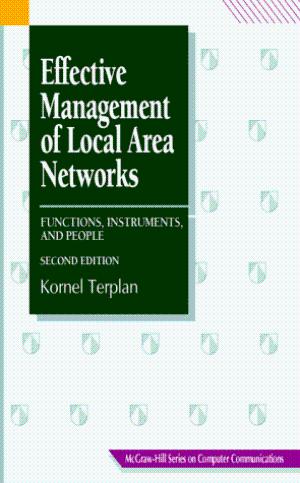 Effective
Management
of Local Area
Networks
FUNCTIONS, INSTRUMENTS,
AND PEOPLE
SECOND EDITION
Kornel Terplan
McGraw-Hill Series on Computer Communications